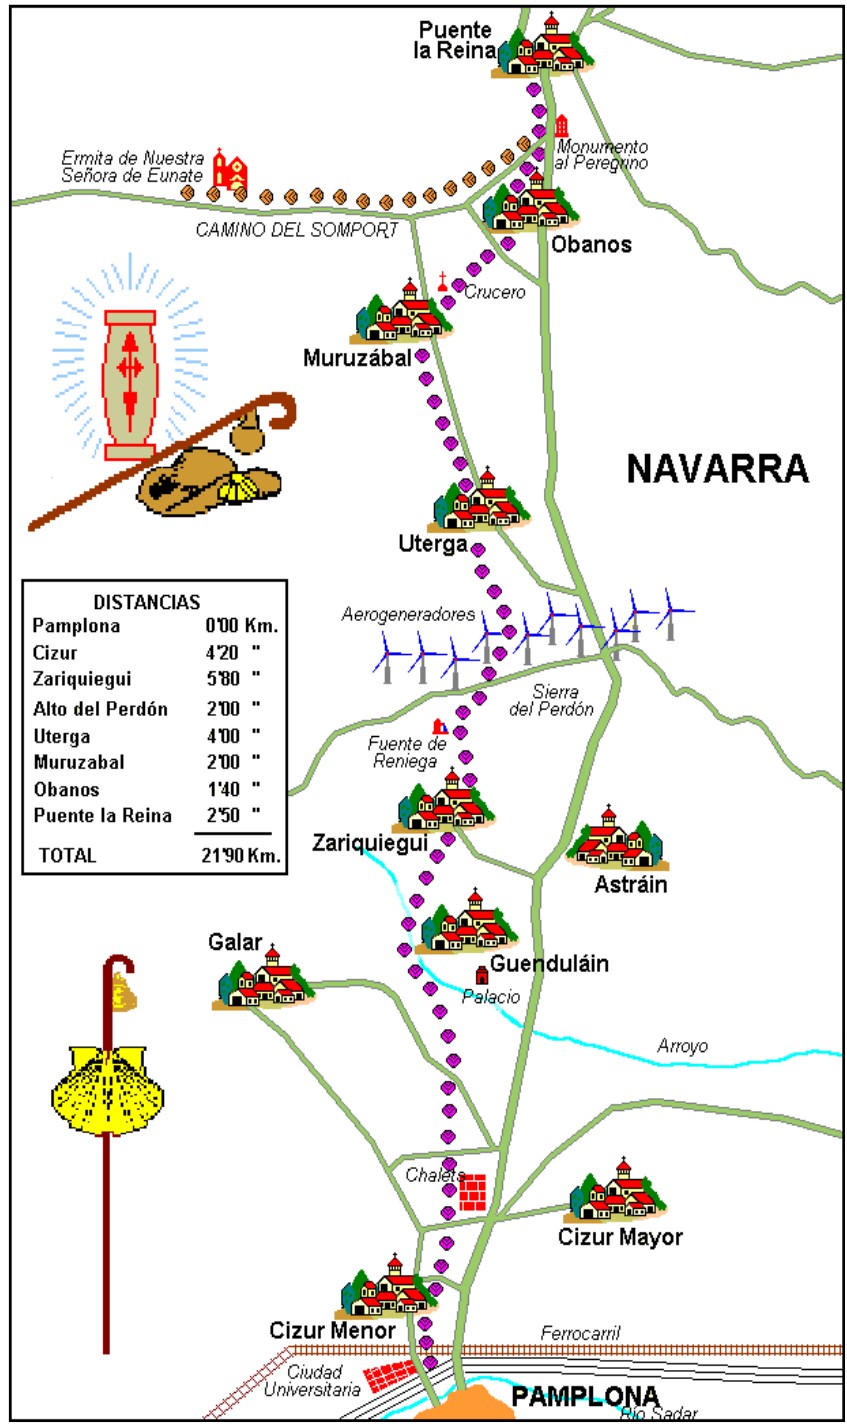 Puente
la Reina
Monumento
al Peregrino
Ermita de Nuestra
Señora de Eunate
CAMINO DEL SOMPORT
Obanos
Crucero
Muruzábal
NAVARRA
Uterga
DISTANCIAS
Pamplona 0'00 Km.
Cizur 4'20 "
Zariquiegui 5'80 "
Alto del Perdón 2'00 "
Uterga 4'00 "
Muruzabal 2'00 "
Obanos 1'40 "
Puente la Reina 2'50 "
TOTAL 21'90 Km.
Aerogeneradores
Sierra
del Perdón
Fuente de
Reniega
Zariquiegui
Astráin
Galar
Guenduláin
Palacio
Arroyo
Chalets
Cizur Mayor
Cizur Menor
Ferrocarril
Ciudad
Universitaria
PAMPLONA
Río Sadar